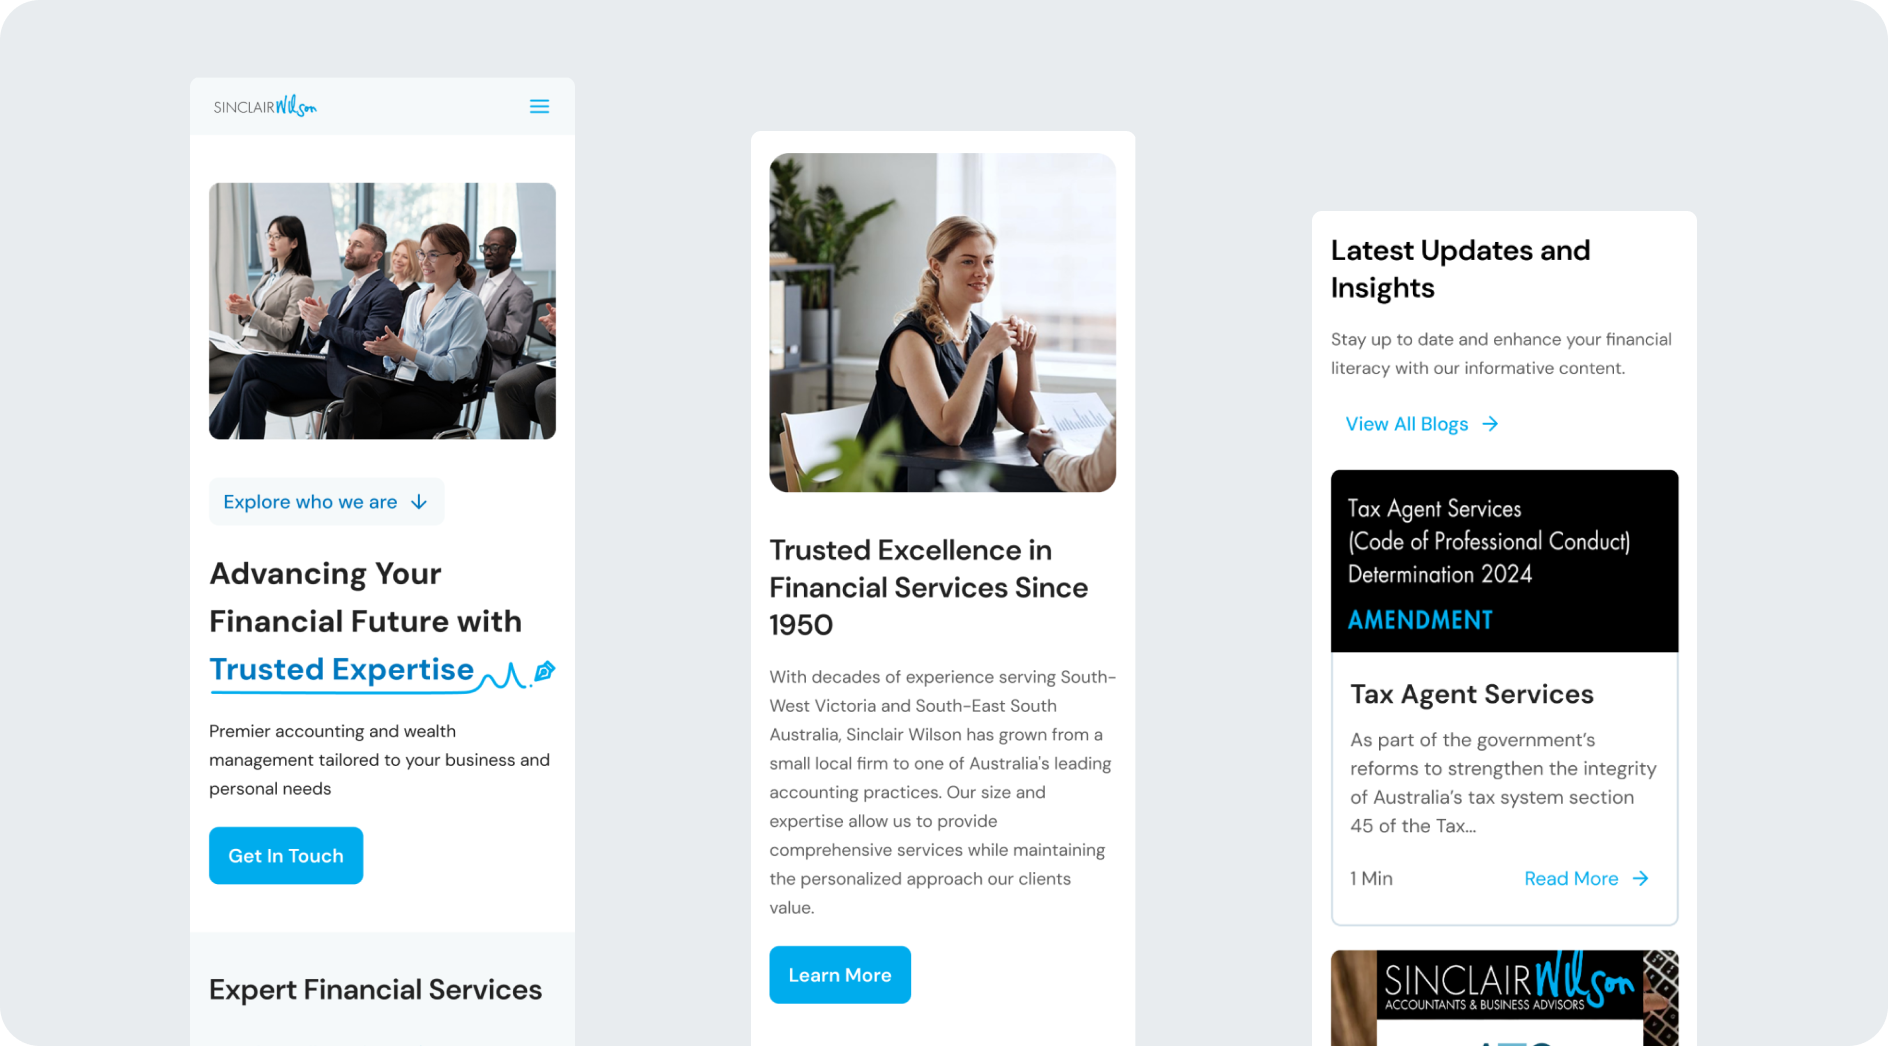 SINCLAIR Wilson
Explore who we are
Advancing Your
Financial Future with
Trusted Expertise
Premier accounting and wealth
management tailored to your business and
personal needs
Get In Touch
Expert Financial Services
Trusted Excellence in
Financial Services Since
1950
With decades of experience serving South-
West Victoria and South-East South
Australia, Sinclair Wilson has grown from a
small local firm to one of Australia's leading
accounting practices. Our size and
expertise allow us to provide
comprehensive services while maintaining
the personalized approach our clients
value.
Learn More
Latest Updates and
Insights
Stay up to date and enhance your financial
literacy with our informative content.
View All Blogs
Tax Agent Services
(Code of Professional Conduct)
Determination 2024
AMENDMENT
Tax Agent Services
As part of the government’s
reforms to strengthen the integrity
of Australia’s tax system section
45 of the Tax...
1 Min
Read More
SINCLAIR Wilson
ACCOUNTANTS & BUSINESS ADVISORS